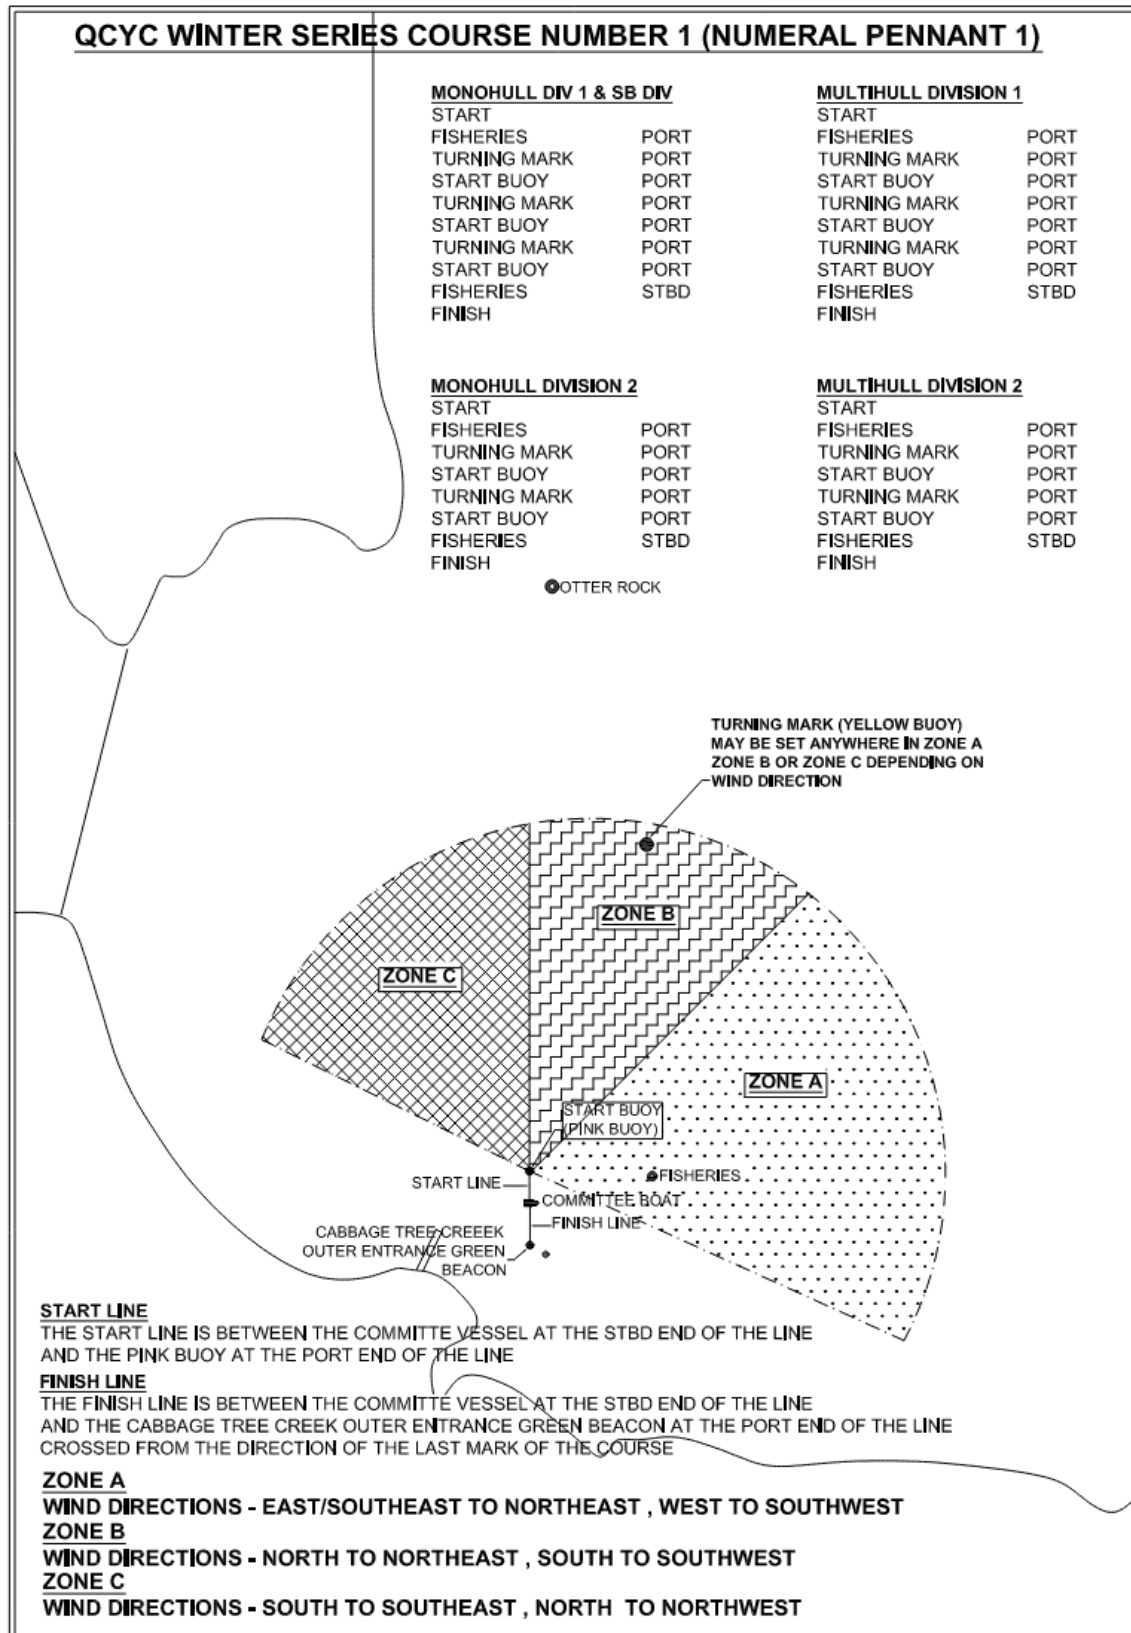 QCYC WINTER SERIES COURSE NUMBER 1 (NUMERAL PENNANT 1)
MONOHULL DIV 1 & SB DIV
START
FISHERIES PORT
TURNING MARK PORT
START BUOY PORT
TURNING MARK PORT
START BUOY PORT
TURNING MARK PORT
START BUOY PORT
FISHERIES STBD
FINISH
MULTIHULL DIVISION 1
START
FISHERIES PORT
TURNING MARK PORT
START BUOY PORT
TURNING MARK PORT
START BUOY PORT
TURNING MARK PORT
START BUOY PORT
FISHERIES STBD
FINISH
MONOHULL DIVISION 2
START
FISHERIES PORT
TURNING MARK PORT
START BUOY PORT
TURNING MARK PORT
START BUOY PORT
FISHERIES STBD
FINISH
MULTIHULL DIVISION 2
START
FISHERIES PORT
TURNING MARK PORT
START BUOY PORT
TURNING MARK PORT
START BUOY PORT
FISHERIES STBD
FINISH
OTTER ROCK
TURNING MARK (YELLOW BUOY)
MAY BE SET ANYWHERE IN ZONE A
ZONE B OR ZONE C DEPENDING ON
WIND DIRECTION
ZONE B
ZONE C
ZONE A
START BUOY
(PINK BUOY)
FISHERIES
START LINE
COMMITTEE BOAT
FINISH LINE
CABBAGE TREE CREEEK
OUTER ENTRANCE GREEN
BEACON
START LINE
THE START LINE IS BETWEEN THE COMMITTE VESSEL AT THE STBD END OF THE LINE
AND THE PINK BUOY AT THE PORT END OF THE LINE
FINISH LINE
THE FINISH LINE IS BETWEEN THE COMMITTE VESSEL AT THE STBD END OF THE LINE
AND THE CABBAGE TREE CREEK OUTER ENTRANCE GREEN BEACON AT THE PORT END OF THE LINE
CROSSED FROM THE DIRECTION OF THE LAST MARK OF THE COURSE
ZONE A
WIND DIRECTIONS - EAST/SOUTHEAST TO NORTHEAST , WEST TO SOUTHWEST
ZONE B
WIND DIRECTIONS - NORTH TO NORTHEAST , SOUTH TO SOUTHWEST
ZONE C
WIND DIRECTIONS - SOUTH TO SOUTHEAST , NORTH TO NORTHWEST